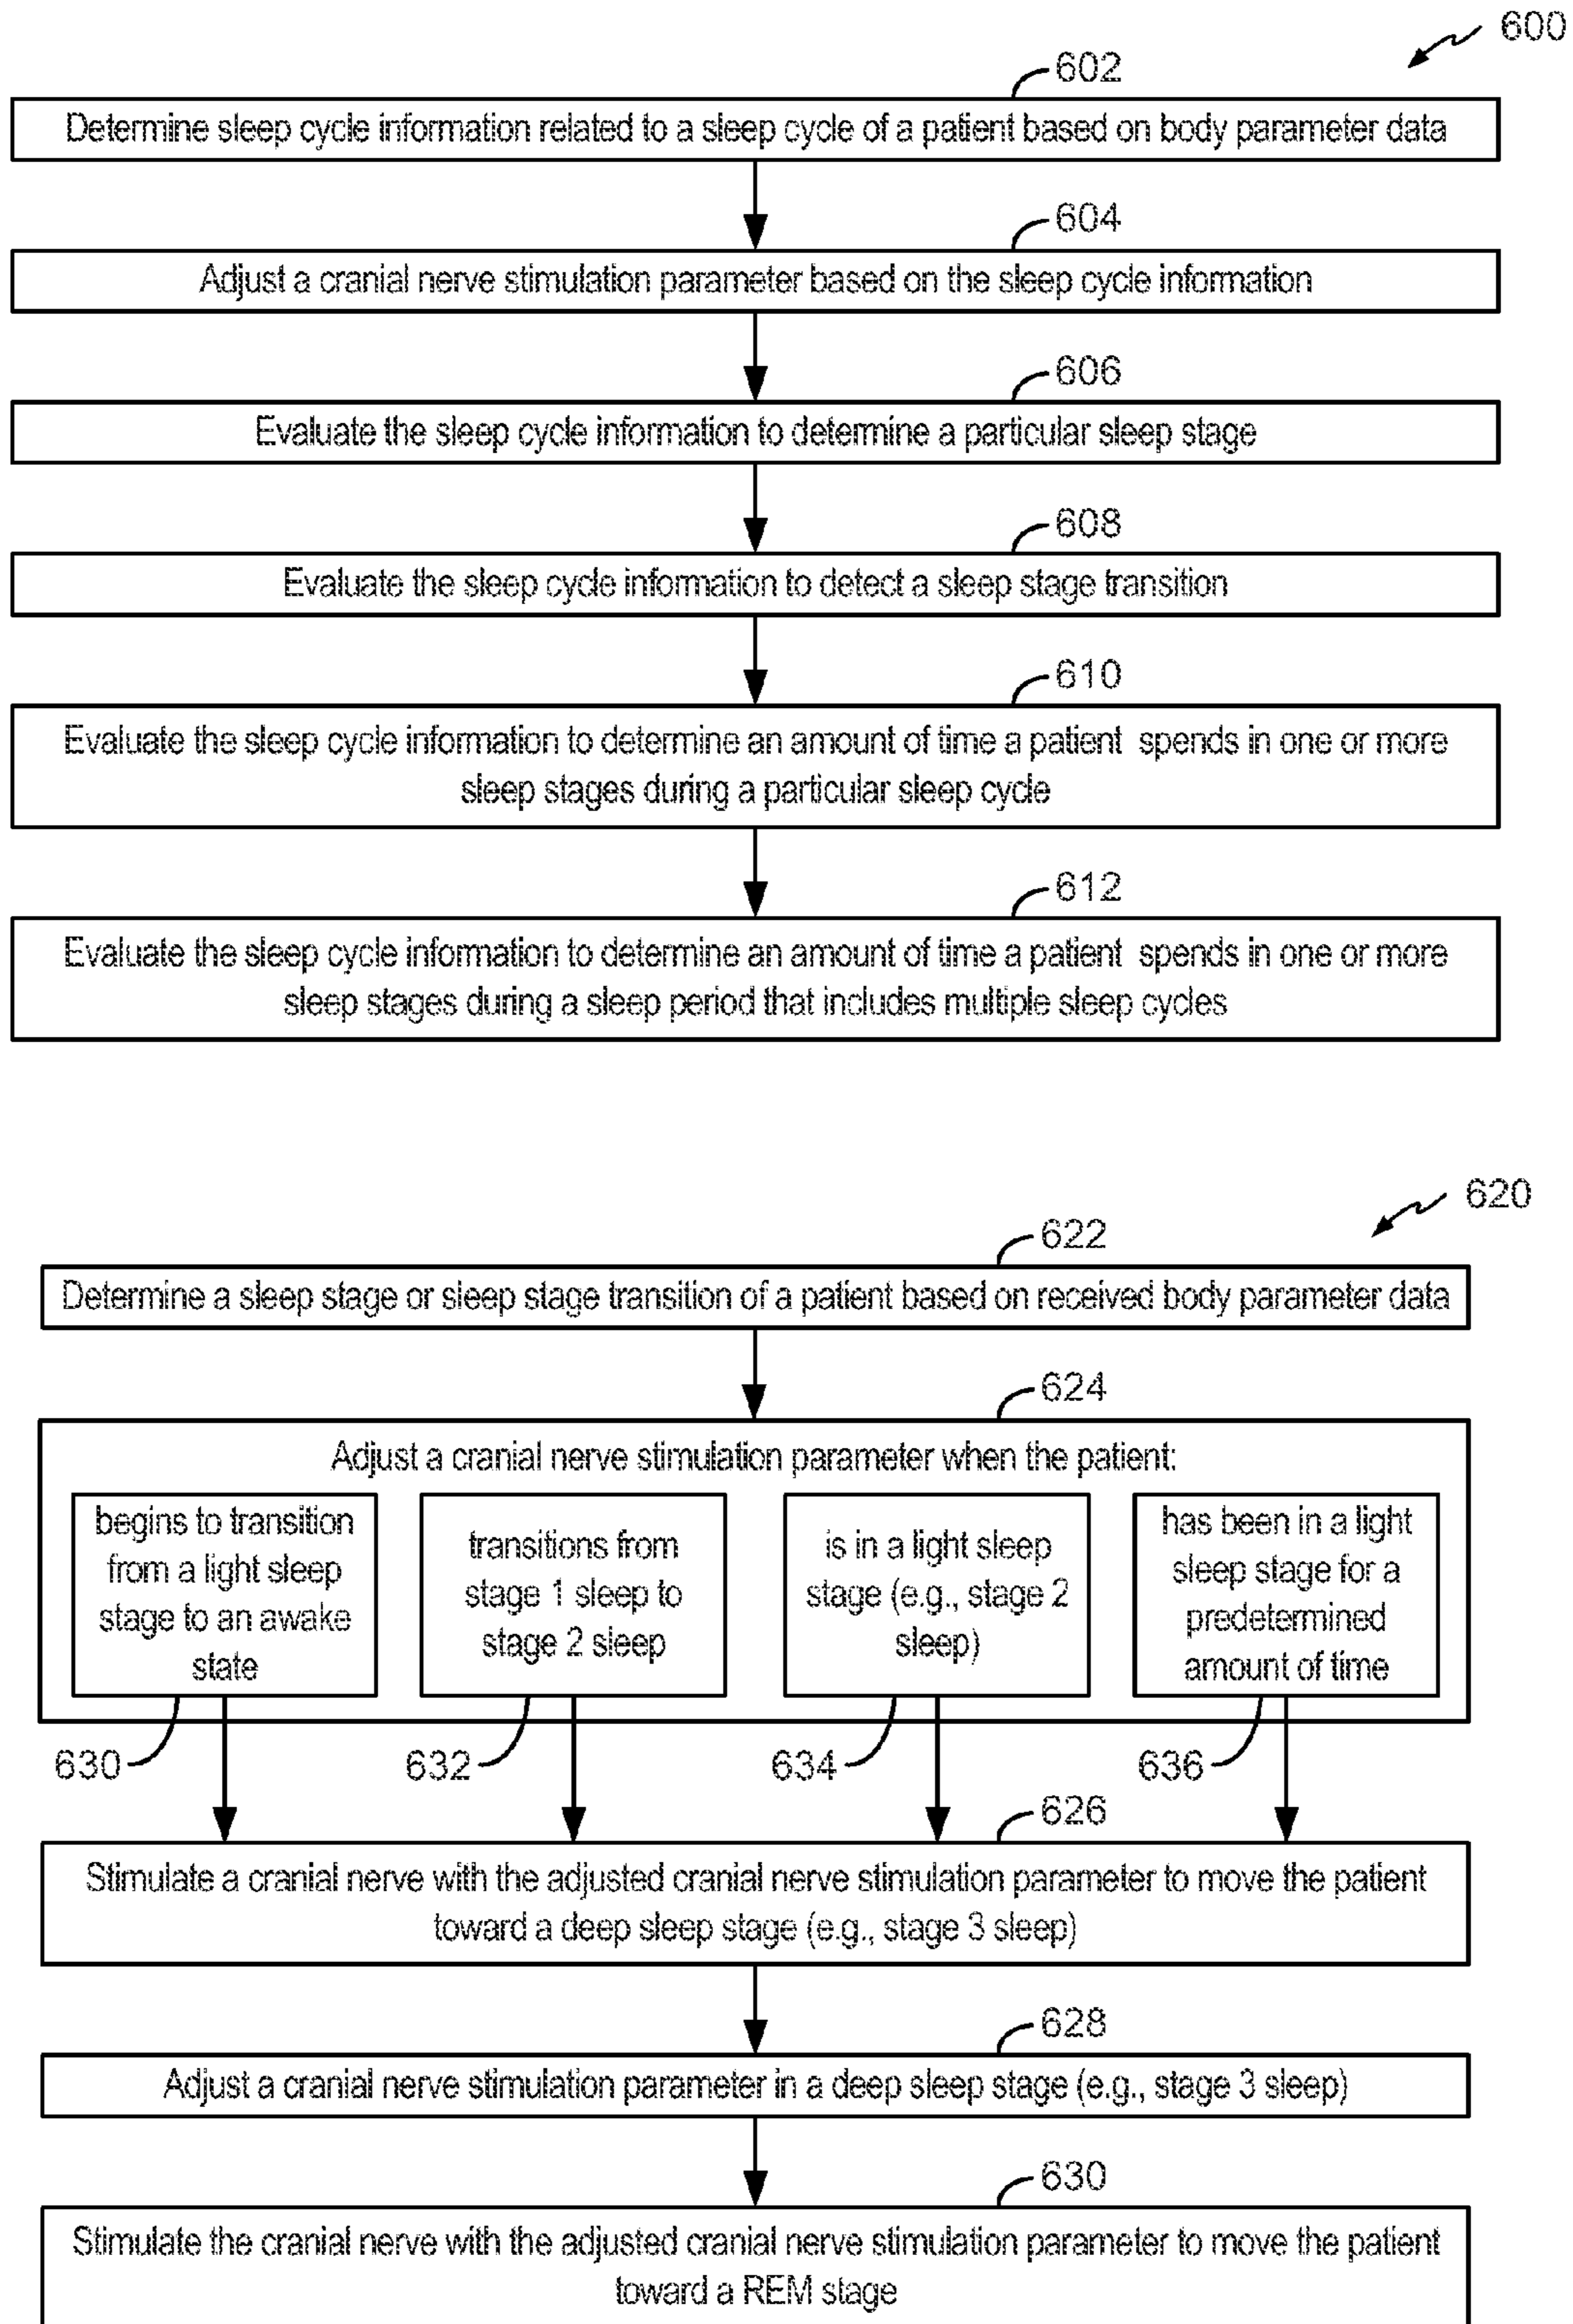 600
602
Determine sleep cycle information related to a sleep cycle of a patient based on body parameter data
604
Adjust a cranial nerve stimulation parameter based on the sleep cycle information
606
Evaluate the sleep cycle information to determine a particular sleep stage
608
Evaluate the sleep cycle information to detect a sleep stage transition
610
Evaluate the sleep cycle information to determine an amount of time a patient spends in one or more
sleep stages during a particular sleep cycle
612
Evaluate the sleep cycle information to determine an amount of time a patient spends in one or more
sleep stages during a sleep period that includes multiple sleep cycles
620
622
Determine a sleep stage or sleep stage transition of a patient based on received body parameter data
624
Adjust a cranial nerve stimulation parameter when the patient:
begins to transition
from a light sleep
stage to an awake
state
transitions from
stage 1 sleep to
stage 2 sleep
is in a light sleep
stage (e.g., stage 2
sleep)
has been in a light
sleep stage for a
predetermined
amount of time
630
632
634
636
626
Stimulate a cranial nerve with the adjusted cranial nerve stimulation parameter to move the patient
toward a deep sleep stage (e.g., stage 3 sleep)
628
Adjust a cranial nerve stimulation parameter in a deep sleep stage (e.g., stage 3 sleep)
630
Stimulate the cranial nerve with the adjusted cranial nerve stimulation parameter to move the patient
toward a REM stage